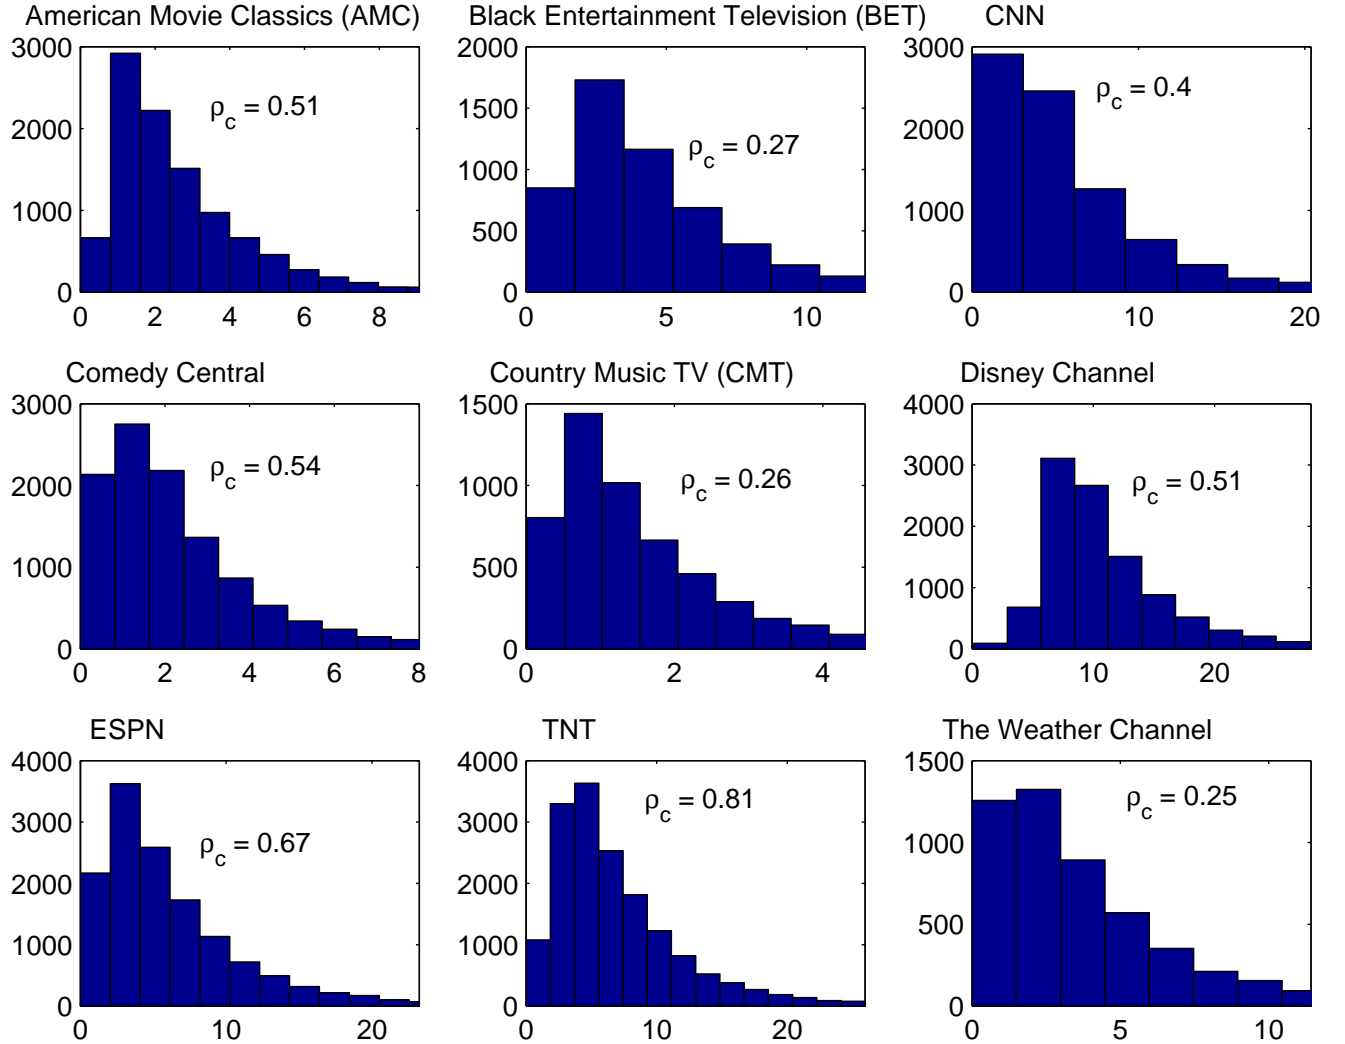 American Movie Classics (AMC)
3000
2000
1000
0
0 2 4 6 8
ρc = 0.51
Black Entertainment Television (BET)
2000
1500
1000
500
0
0 5 10
ρc = 0.27
CNN
3000
2000
1000
0
0 10 20
ρc = 0.4
Comedy Central
3000
2000
1000
0
0 2 4 6 8
ρc = 0.54
Country Music TV (CMT)
1500
1000
500
0
0 2 4
ρc = 0.26
Disney Channel
4000
3000
2000
1000
0
0 10 20
ρc = 0.51
ESPN
4000
3000
2000
1000
0
0 10 20
ρc = 0.67
TNT
4000
3000
2000
1000
0
0 10 20
ρc = 0.81
The Weather Channel
1500
1000
500
0
0 5 10
ρc = 0.25